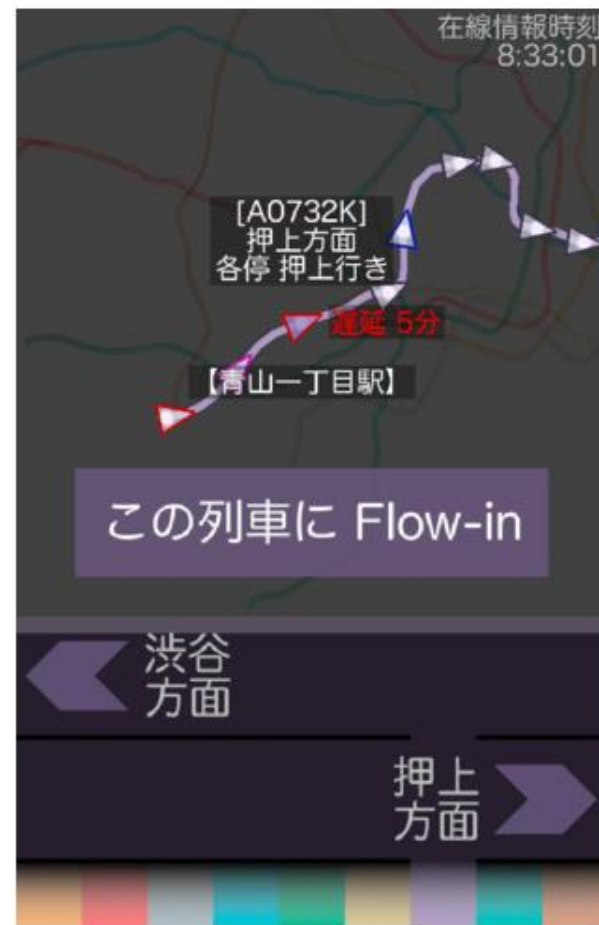 在線情報時刻
8:33:01
[A0732K]
押上方面
各停 押上行き
遅延 5分
【青山一丁目駅】
この列車に Flow-in
渋谷
方面
押上
方面